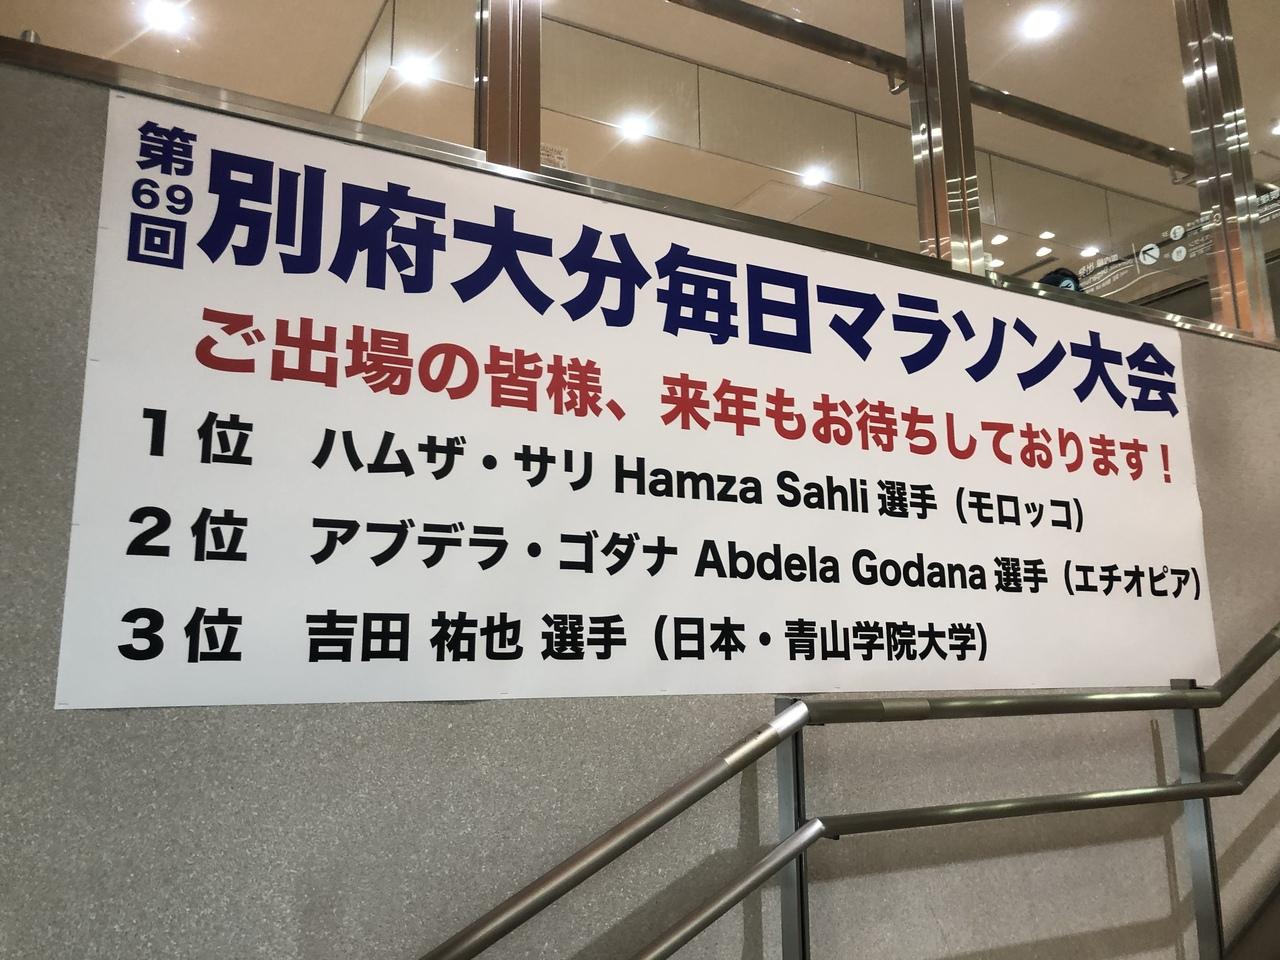 第69回 別府大分毎日マラソン大会
ご出場の皆様、来年もお待ちしております！
1位 ハムザ・サリ Hamza Sahli 選手（モロッコ）
2位 アブデラ・ゴダナ Abdela Godana 選手（エチオピア）
3位 吉田 祐也 選手（日本・青山学院大学）